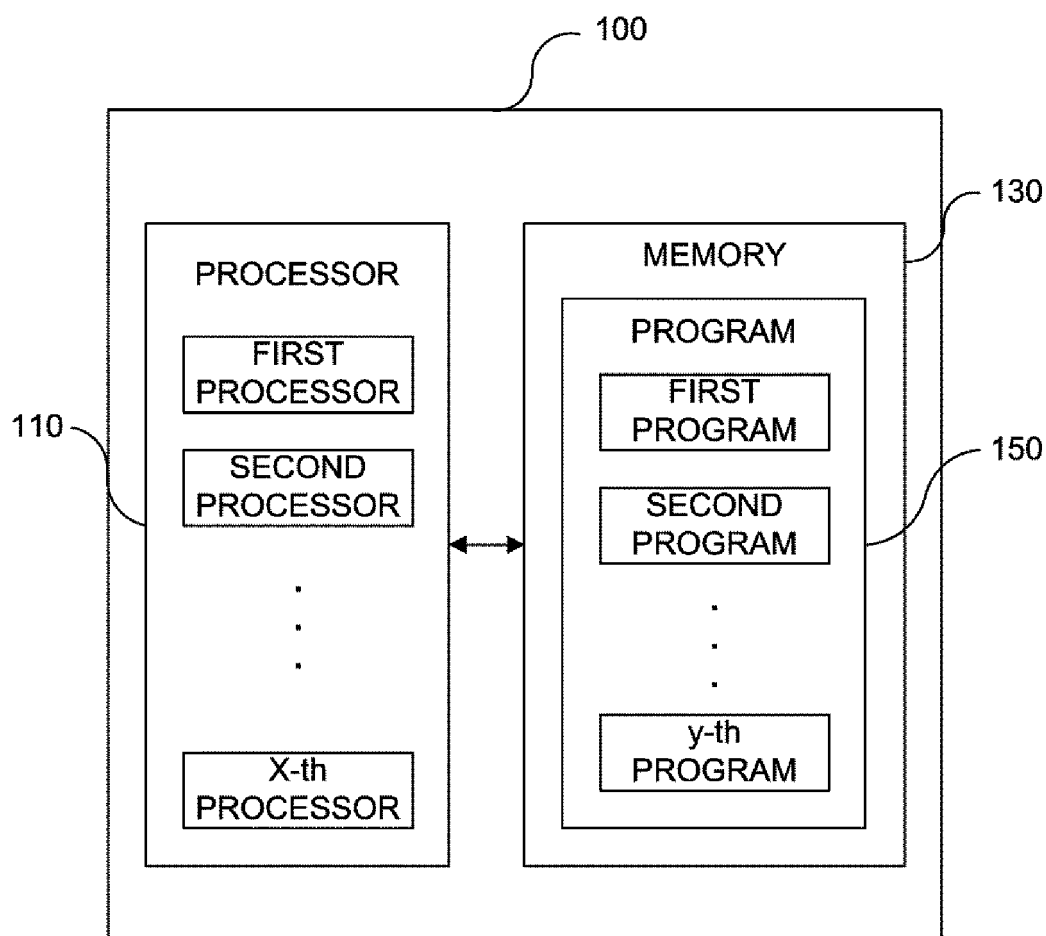 100
130
PROCESSOR
FIRST
PROCESSOR
110
SECOND
PROCESSOR
.
.
.
X-th
PROCESSOR
MEMORY
PROGRAM
FIRST
PROGRAM
150
SECOND
PROGRAM
.
.
.
y-th
PROGRAM